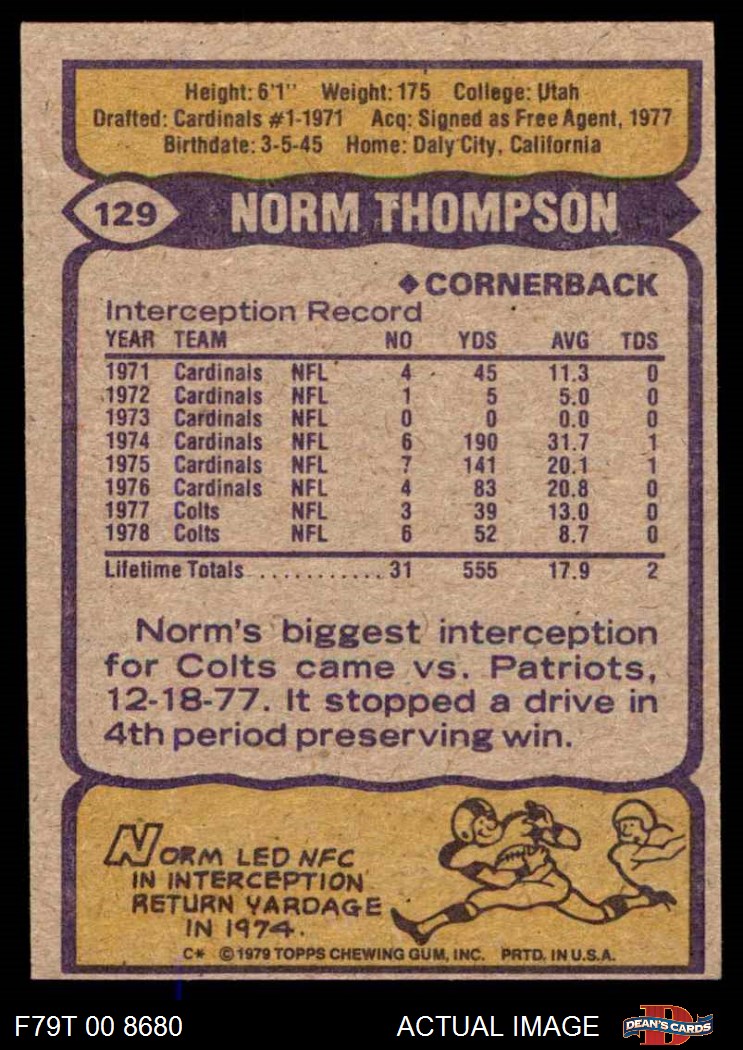 Height: 6'1" Weight: 175 College: Utah
Drafted: Cardinals #1-1971 Acq: Signed as Free Agent, 1977
Birthdate: 3-5-45 Home: Daly City, California
129 NORM THOMPSON
◆ CORNERBACK
Interception Record
YEAR TEAM NO YDS AVG TDS
1971 Cardinals NFL 4 45 11.3 0
1972 Cardinals NFL 1 5 5.0 0
1973 Cardinals NFL 0 0 0.0 0
1974 Cardinals NFL 6 190 31.7 1
1975 Cardinals NFL 7 141 20.1 1
1976 Cardinals NFL 4 83 20.8 0
1977 Colts NFL 3 39 13.0 0
1978 Colts NFL 6 52 8.7 0
Lifetime Totals ............ 31 555 17.9 2
Norm's biggest interception
for Colts came vs. Patriots,
12-18-77. It stopped a drive in
4th period preserving win.
NORM LED NFC
IN INTERCEPTION
RETURN YARDAGE
IN 1974.
C* ©1979 TOPPS CHEWING GUM, INC. PRTD. IN U.S.A.
F79T 00 8680 ACTUAL IMAGE D DEAN'S CARDS